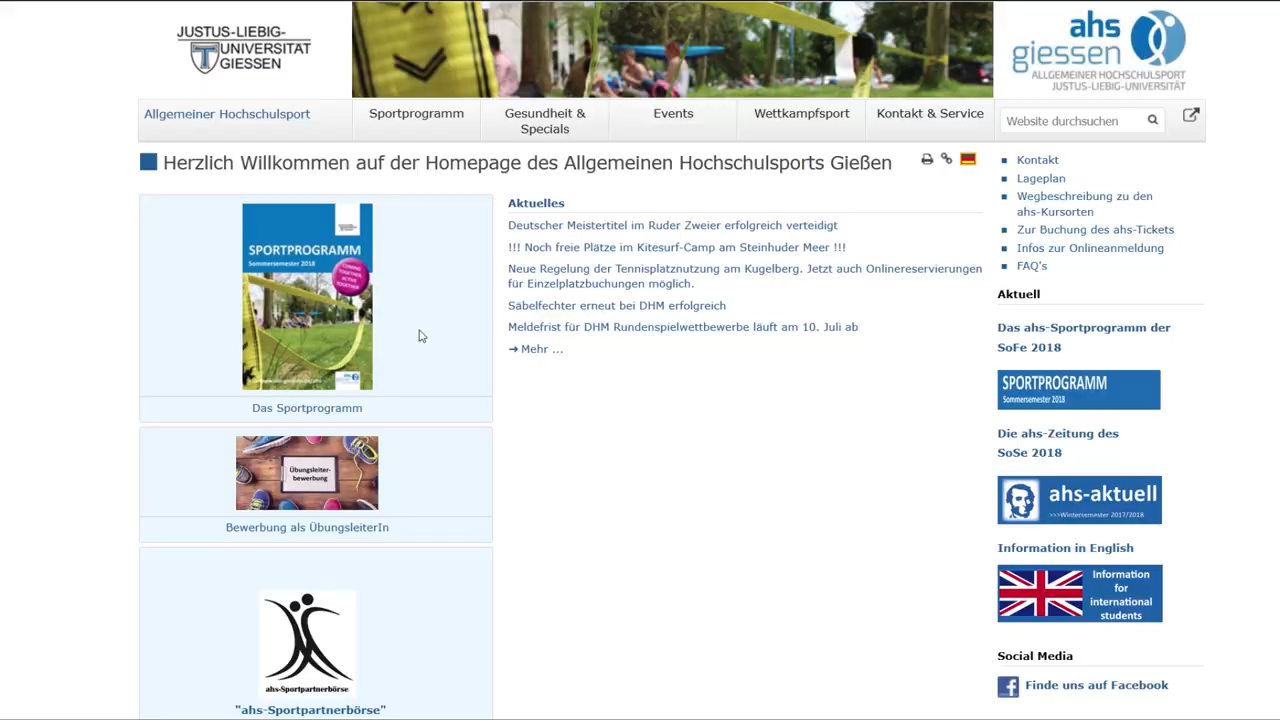 JUSTUS-LIEBIG-
UNIVERSITÄT
GIESSEN
ahs
giessen
ALLGEMEINER HOCHSCHULSPORT
JUSTUS-LIEBIG-UNIVERSITÄT
Allgemeiner Hochschulsport
Sportprogramm
Gesundheit &
Specials
Events
Wettkampfsport
Kontakt & Service
Website durchsuchen
Herzlich Willkommen auf der Homepage des Allgemeinen Hochschulsports Gießen
SPORTPROGRAMM
Sommersemester 2018
COMING
TOGETHER,
ACTIVE
TOGETHER
Das Sportprogramm
Übungsleiter-
bewerbung
Bewerbung als ÜbungsleiterIn
ahs-Sportpartnerbörse
"ahs-Sportpartnerbörse"
Aktuelles
Deutscher Meistertitel im Ruder Zweier erfolgreich verteidigt
!!! Noch freie Plätze im Kitesurf-Camp am Steinhuder Meer !!!
Neue Regelung der Tennisplatznutzung am Kugelberg. Jetzt auch Onlinereservierungen
für Einzelplatzbuchungen möglich.
Säbelfechter erneut bei DHM erfolgreich
Meldefrist für DHM Rundenspielwettbewerbe läuft am 10. Juli ab
➜ Mehr …
Kontakt
Lageplan
Wegbeschreibung zu den
ahs-Kursorten
Zur Buchung des ahs-Tickets
Infos zur Onlineanmeldung
FAQ's
Aktuell
Das ahs-Sportprogramm der
SoFe 2018
SPORTPROGRAMM
Sommersemester 2018
Die ahs-Zeitung des
SoSe 2018
ahs-aktuell
>>>Wintersemester 2017/2018
Information in English
Information
for
international
students
Social Media
Finde uns auf Facebook